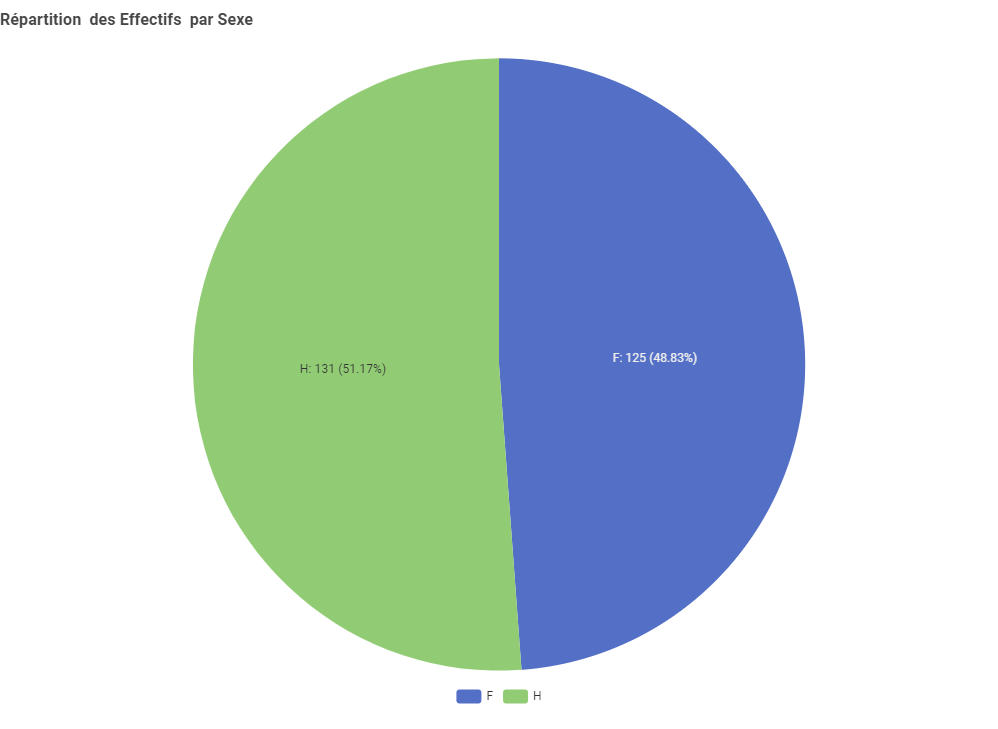 Répartition  des Effectifs  par Sexe
F: 125 (48.83%)
H: 131 (51.17%)
F
H